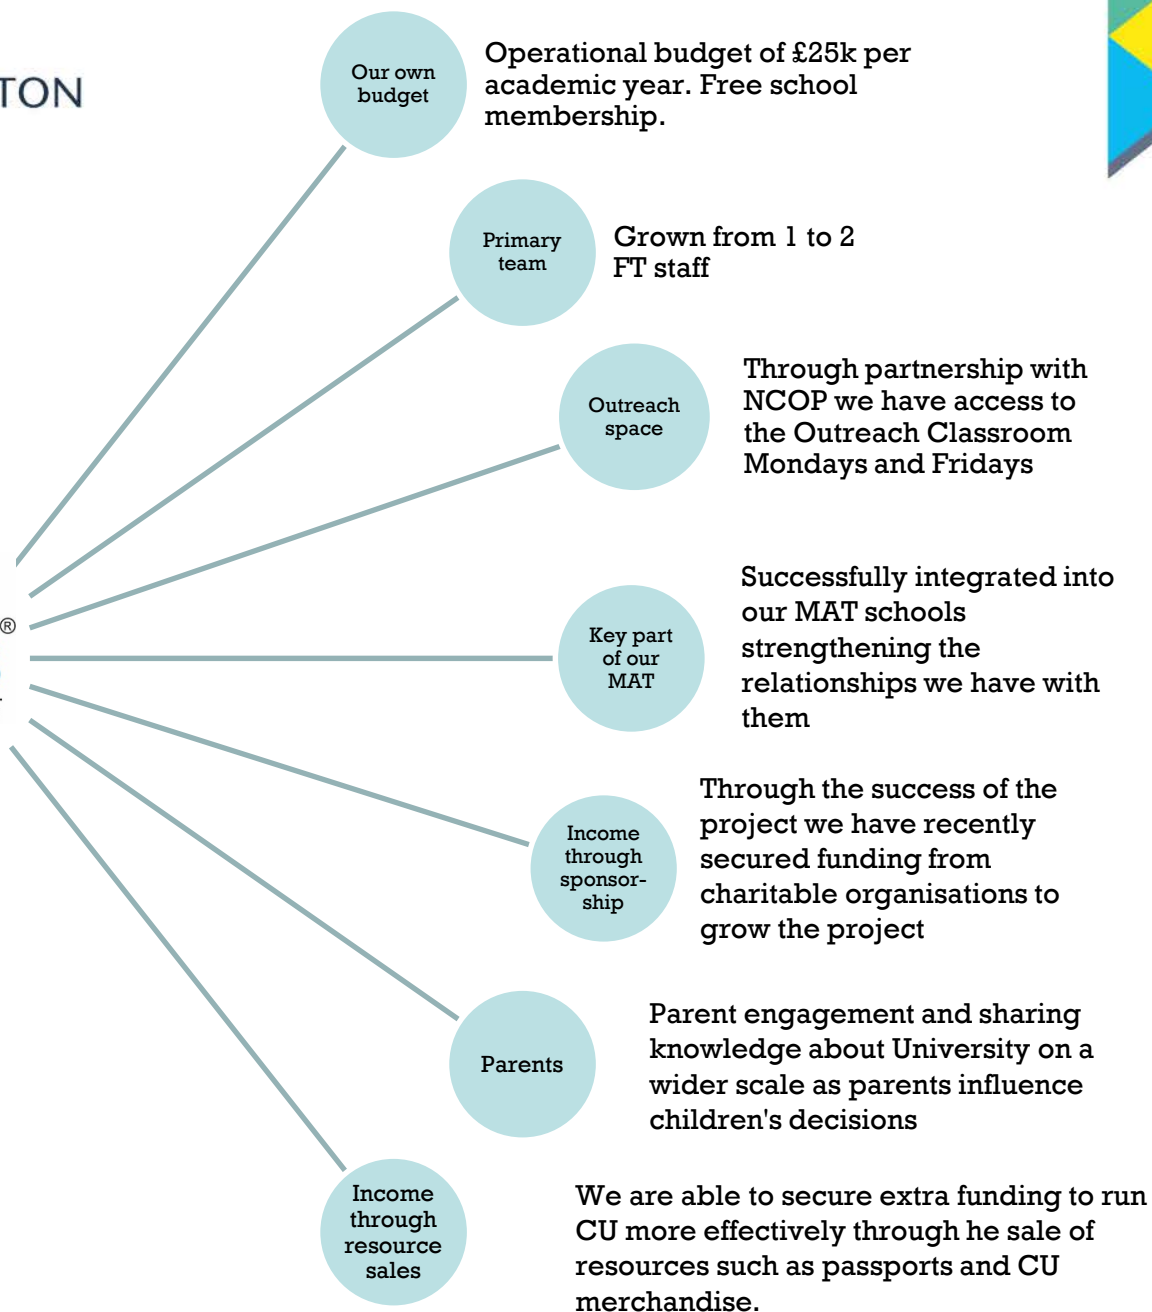 TON
Our own
budget
Operational budget of £25k per
academic year. Free school
membership.
Primary
team
Grown from 1 to 2
FT staff
Outreach
space
Through partnership with
NCOP we have access to
the Outreach Classroom
Mondays and Fridays
®
Key part
of our
MAT
Successfully integrated into
our MAT schools
strengthening the
relationships we have with
them
Income
through
sponsor-
ship
Through the success of the
project we have recently
secured funding from
charitable organisations to
grow the project
Parents
Parent engagement and sharing
knowledge about University on a
wider scale as parents influence
children's decisions
Income
through
resource
sales
We are able to secure extra funding to run
CU more effectively through he sale of
resources such as passports and CU
merchandise.